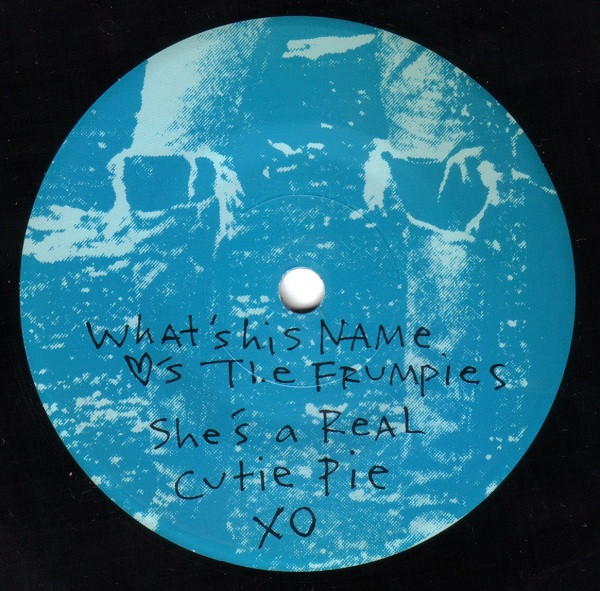 What's his NAME
♡'s The FRumpies
She's a ReaL
Cutie Pie
XO